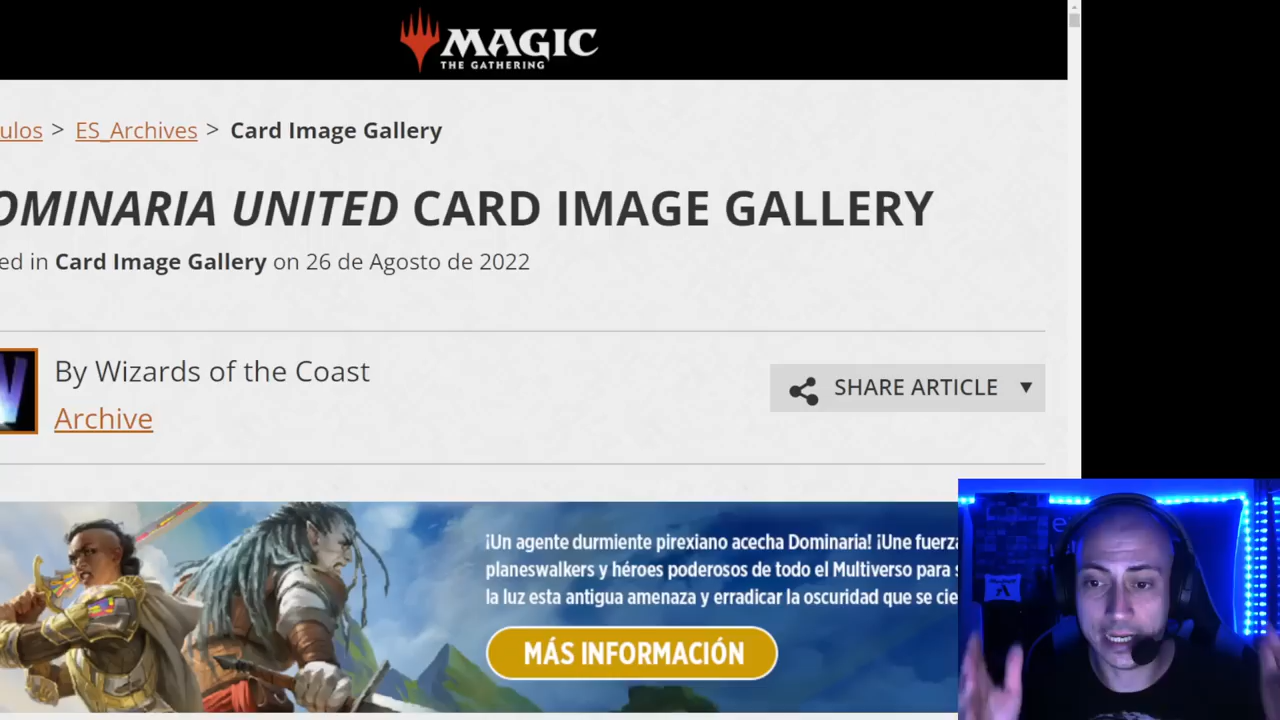 MAGIC
THE GATHERING
ulos > ES_Archives > Card Image Gallery
OMINARIA UNITED CARD IMAGE GALLERY
ed in Card Image Gallery on 26 de Agosto de 2022
By Wizards of the Coast
SHARE ARTICLE
Archive
¡Un agente durmiente pirexiano acecha Dominaria! ¡Une fuerza
planeswalkers y héroes poderosos de todo el Multiverso para s
la luz esta antigua amenaza y erradicar la oscuridad que se cie
MÁS INFORMACIÓN